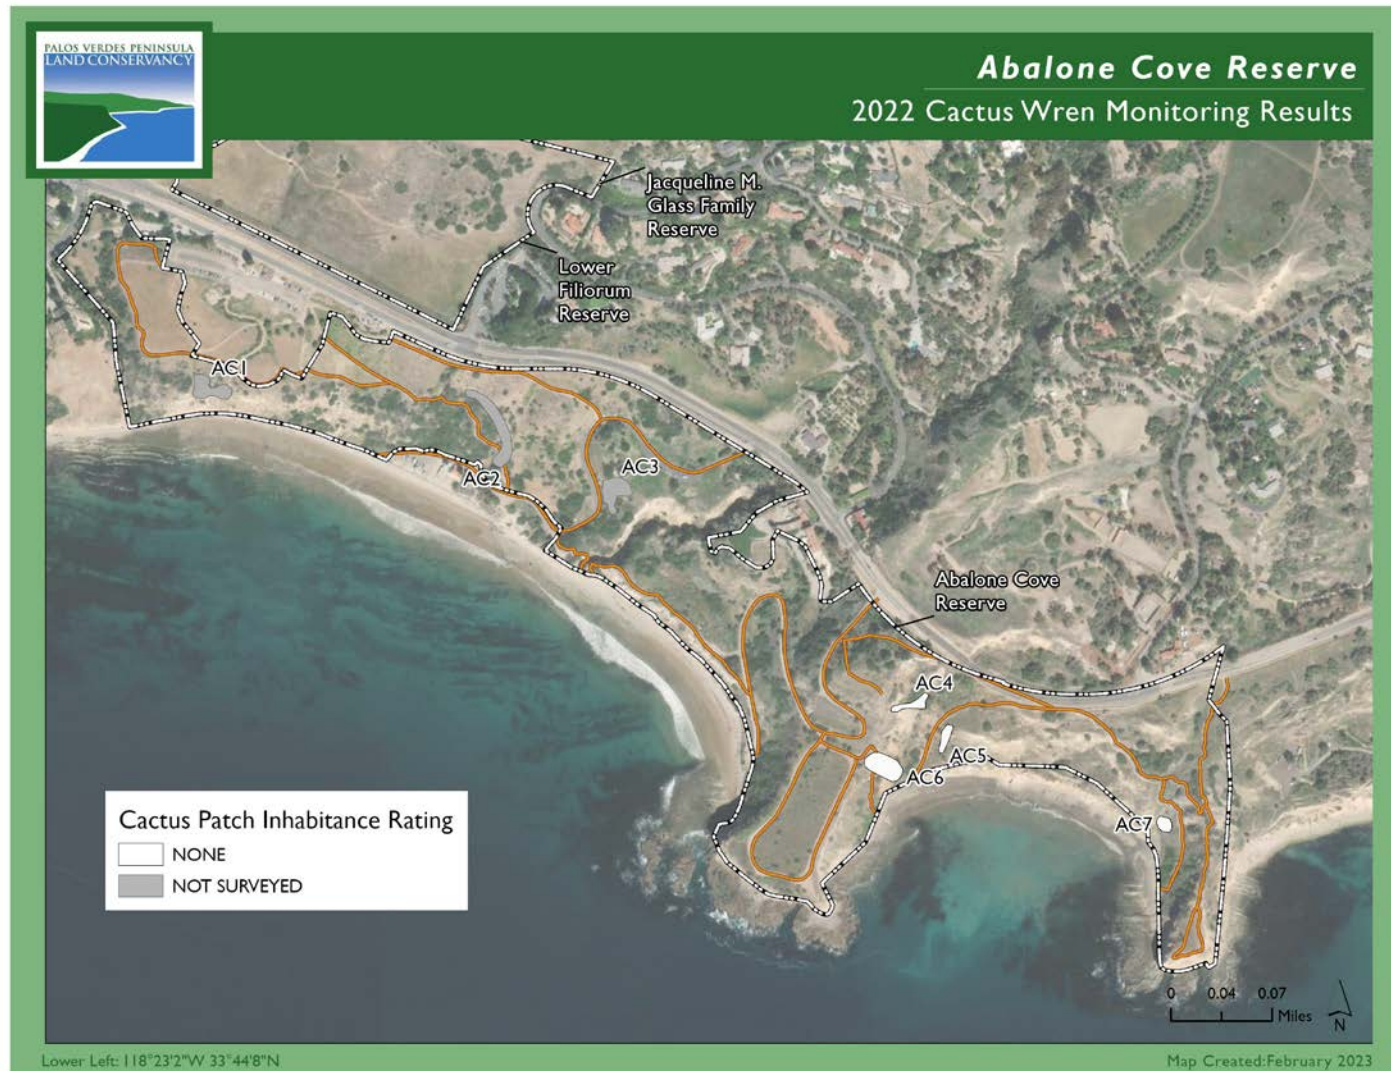 PALOS VERDES PENINSULA
LAND CONSERVANCY
Abalone Cove Reserve
2022 Cactus Wren Monitoring Results
Jacqueline M.
Glass Family
Reserve
Lower
Filiorum
Reserve
AC1
AC2
AC3
Abalone Cove
Reserve
AC4
AC5
AC6
AC7
Cactus Patch Inhabitance Rating
NONE
NOT SURVEYED
0 0.04 0.07
Miles
N
Lower Left: 118°23'2"W 33°44'8"N
Map Created:February 2023